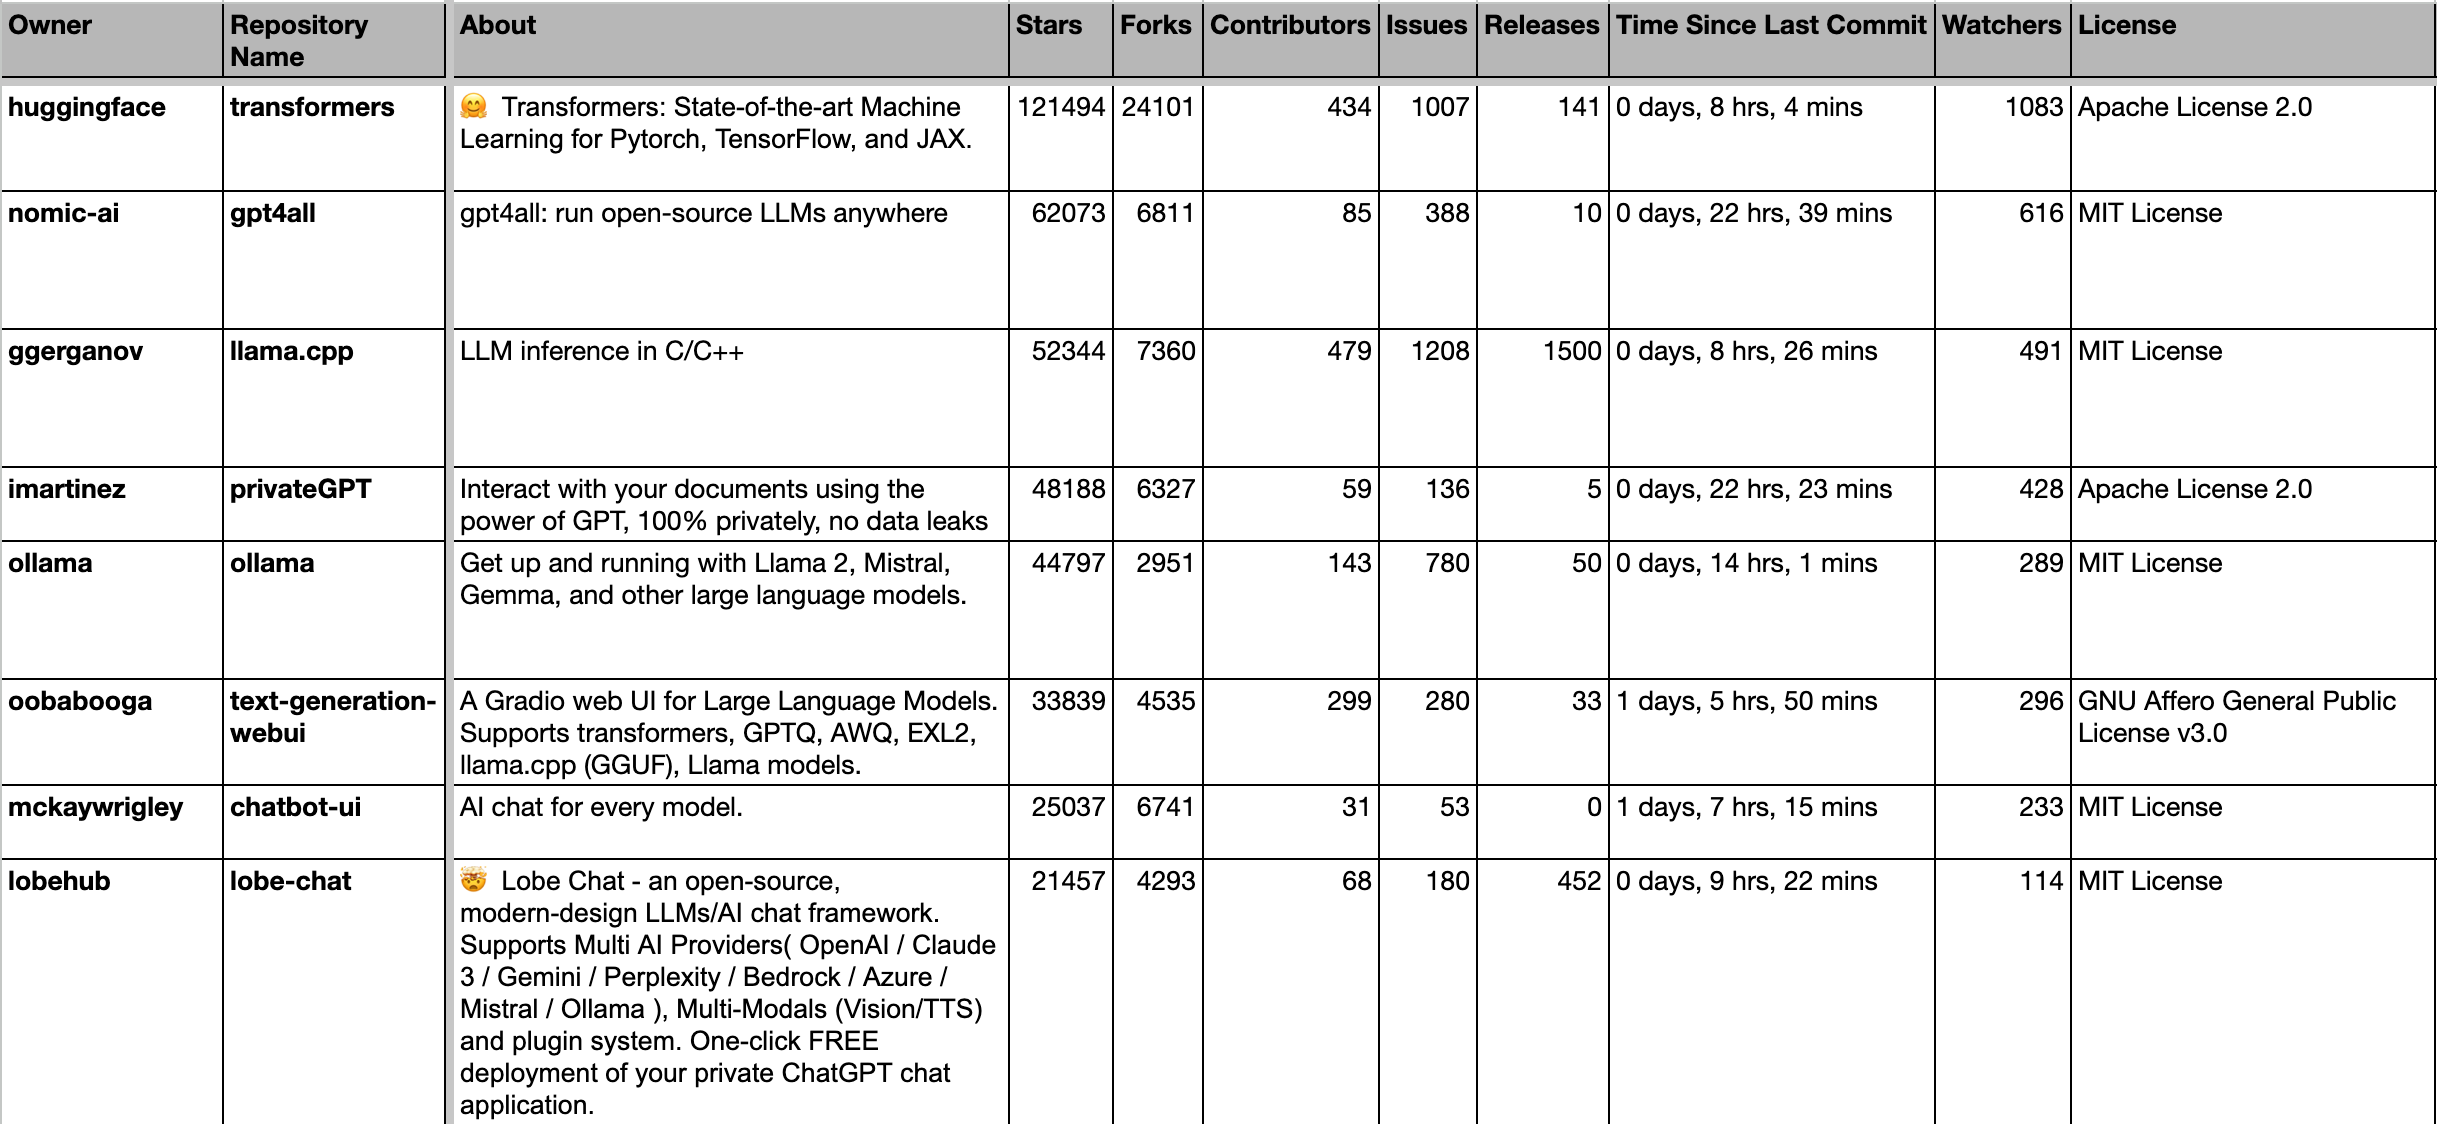 Owner Repository Name About Stars Forks Contributors Issues Releases Time Since Last Commit Watchers License
huggingface transformers 🤗 Transformers: State-of-the-art Machine 121494 24101 434 1007 141 0 days, 8 hrs, 4 mins 1083 Apache License 2.0
Learning for Pytorch, TensorFlow, and JAX.
nomic-ai gpt4all gpt4all: run open-source LLMs anywhere 62073 6811 85 388 10 0 days, 22 hrs, 39 mins 616 MIT License
ggerganov llama.cpp LLM inference in C/C++ 52344 7360 479 1208 1500 0 days, 8 hrs, 26 mins 491 MIT License
imartinez privateGPT Interact with your documents using the 48188 6327 59 136 5 0 days, 22 hrs, 23 mins 428 Apache License 2.0
power of GPT, 100% privately, no data leaks
ollama ollama Get up and running with Llama 2, Mistral, 44797 2951 143 780 50 0 days, 14 hrs, 1 mins 289 MIT License
Gemma, and other large language models.
oobabooga text-generation- A Gradio web UI for Large Language Models. 33839 4535 299 280 33 1 days, 5 hrs, 50 mins 296 GNU Affero General Public
webui Supports transformers, GPTQ, AWQ, EXL2, License v3.0
llama.cpp (GGUF), Llama models.
mckaywrigley chatbot-ui AI chat for every model. 25037 6741 31 53 0 1 days, 7 hrs, 15 mins 233 MIT License
lobehub lobe-chat 🤯 Lobe Chat - an open-source, 21457 4293 68 180 452 0 days, 9 hrs, 22 mins 114 MIT License
modern-design LLMs/AI chat framework.
Supports Multi AI Providers( OpenAI / Claude
3 / Gemini / Perplexity / Bedrock / Azure /
Mistral / Ollama ), Multi-Modals (Vision/TTS)
and plugin system. One-click FREE
deployment of your private ChatGPT chat
application.